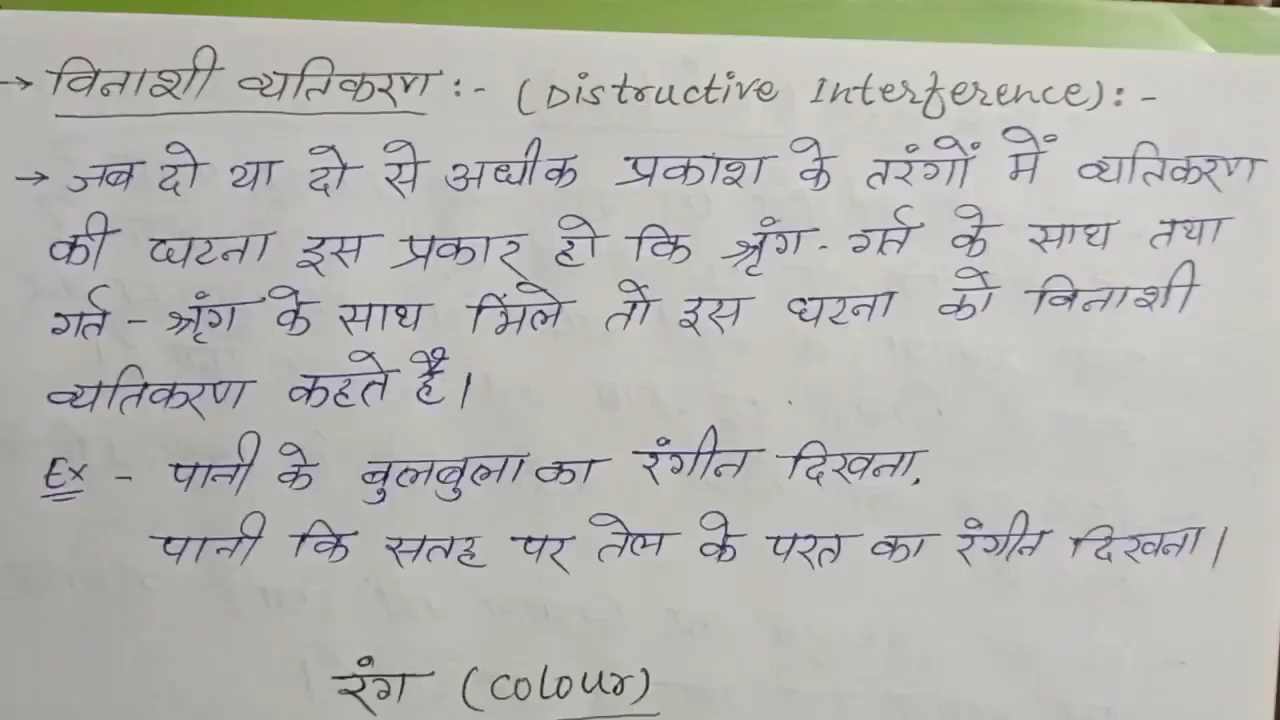 → विनाशी व्यतिकरण :- (Distructive Interference) :-
→ जब दो या दो से अधीक प्रकाश के तरंगों में व्यतिकरण
की घटना इस प्रकार हो कि श्रृंग - गर्त के साथ तथा
गर्त - श्रृंग के साथ मिले तो इस घटना को विनाशी
व्यतिकरण कहते है।
Ex - पानी के बुलबुला का रंगीन दिखना,
पानी कि सतह पर तेल के परत का रंगीन दिखना।
रंग (colour)